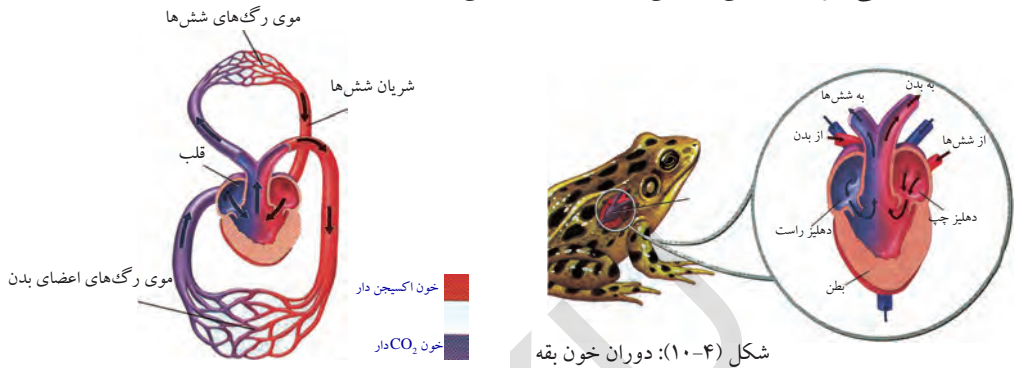 موی رگ‌های شش‌ها
شریان شش‌ها
قلب
موی رگ‌های اعضای بدن
خون اکسیجن دار
خون CO₂دار
به بدن
به شش‌ها
از بدن
از شش‌ها
دهلیز چپ
دهلیز راست
بطن
شکل (۴-۱۰): دوران خون بقه